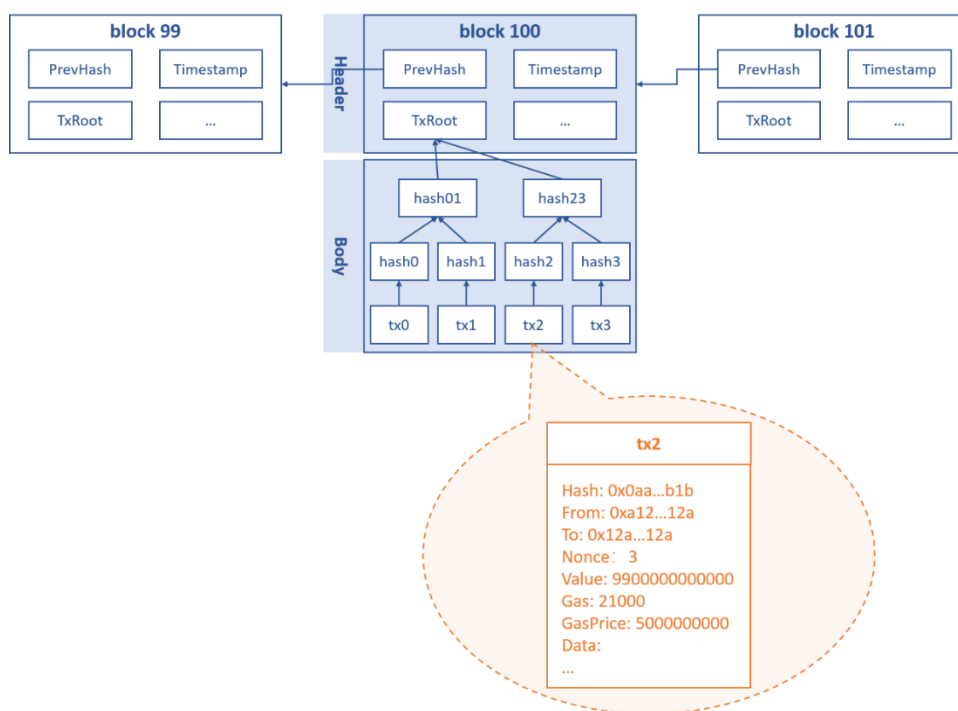 block 99
PrevHash
Timestamp
TxRoot
...
Header
block 100
PrevHash
Timestamp
TxRoot
...
block 101
PrevHash
Timestamp
TxRoot
...
Body
hash01
hash23
hash0
hash1
hash2
hash3
tx0
tx1
tx2
tx3
tx2
Hash: 0x0aa...b1b
From: 0xa12...12a
To: 0x12a...12a
Nonce： 3
Value: 9900000000000
Gas: 21000
GasPrice: 5000000000
Data:
...